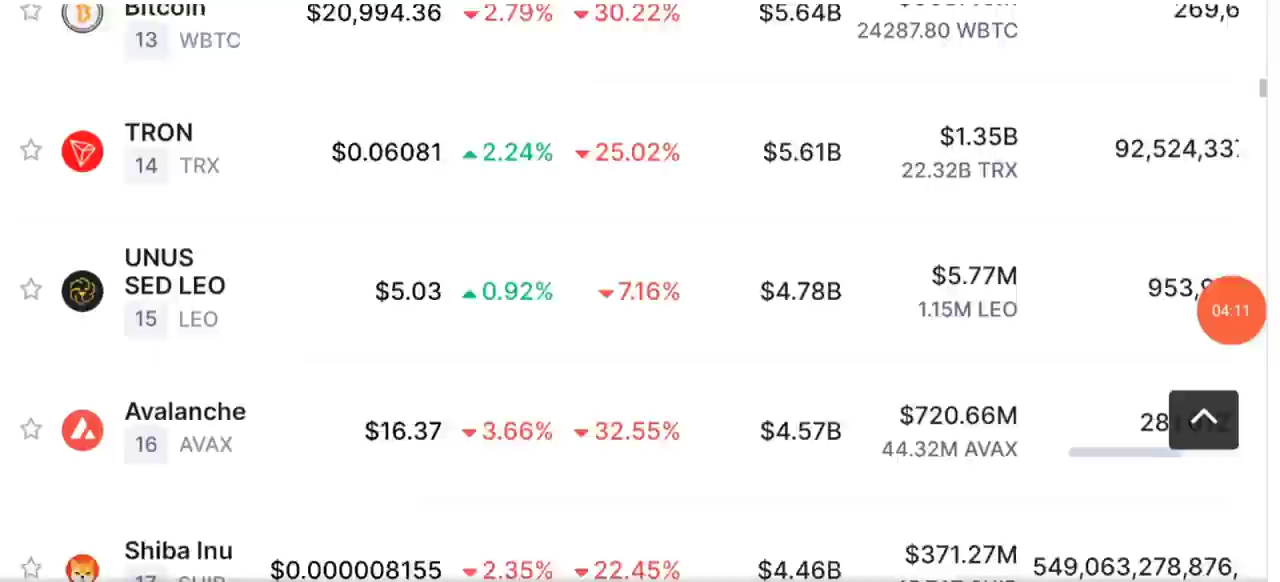 Bitcoin $20,994.36 2.79% 30.22% $5.64B
13 WBTC 24287.80 WBTC
TRON $0.06081 2.24% 25.02% $5.61B $1.35B
14 TRX 22.32B TRX
UNUS
SED LEO $5.03 0.92% 7.16% $4.78B $5.77M
15 LEO 1.15M LEO
04:11
Avalanche $16.37 3.66% 32.55% $4.57B $720.66M
16 AVAX 44.32M AVAX
Shiba Inu $0.000008155 2.35% 22.45% $4.46B $371.27M 549,063,278,876,